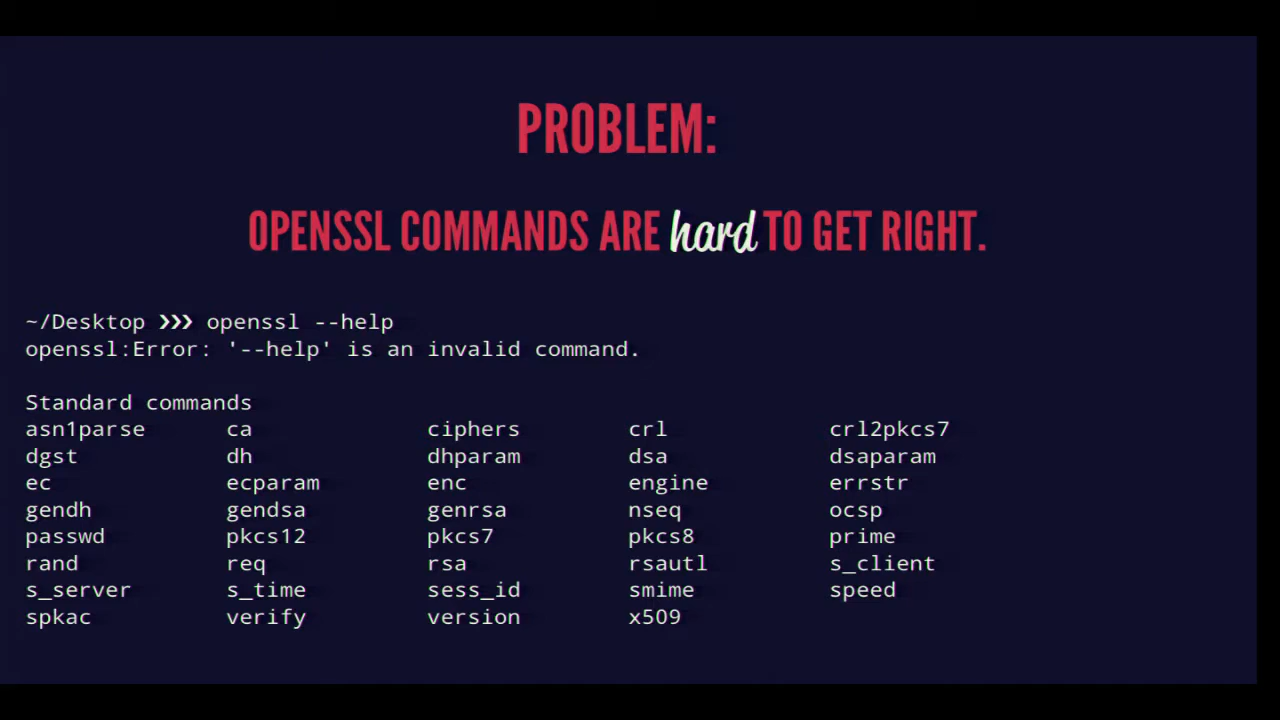 PROBLEM:
OPENSSL COMMANDS ARE hard TO GET RIGHT.
~/Desktop ❯❯❯ openssl --help
openssl:Error: '--help' is an invalid command.
Standard commands
asn1parse ca ciphers crl crl2pkcs7
dgst dh dhparam dsa dsaparam
ec ecparam enc engine errstr
gendh gendsa genrsa nseq ocsp
passwd pkcs12 pkcs7 pkcs8 prime
rand req rsa rsautl s_client
s_server s_time sess_id smime speed
spkac verify version x509